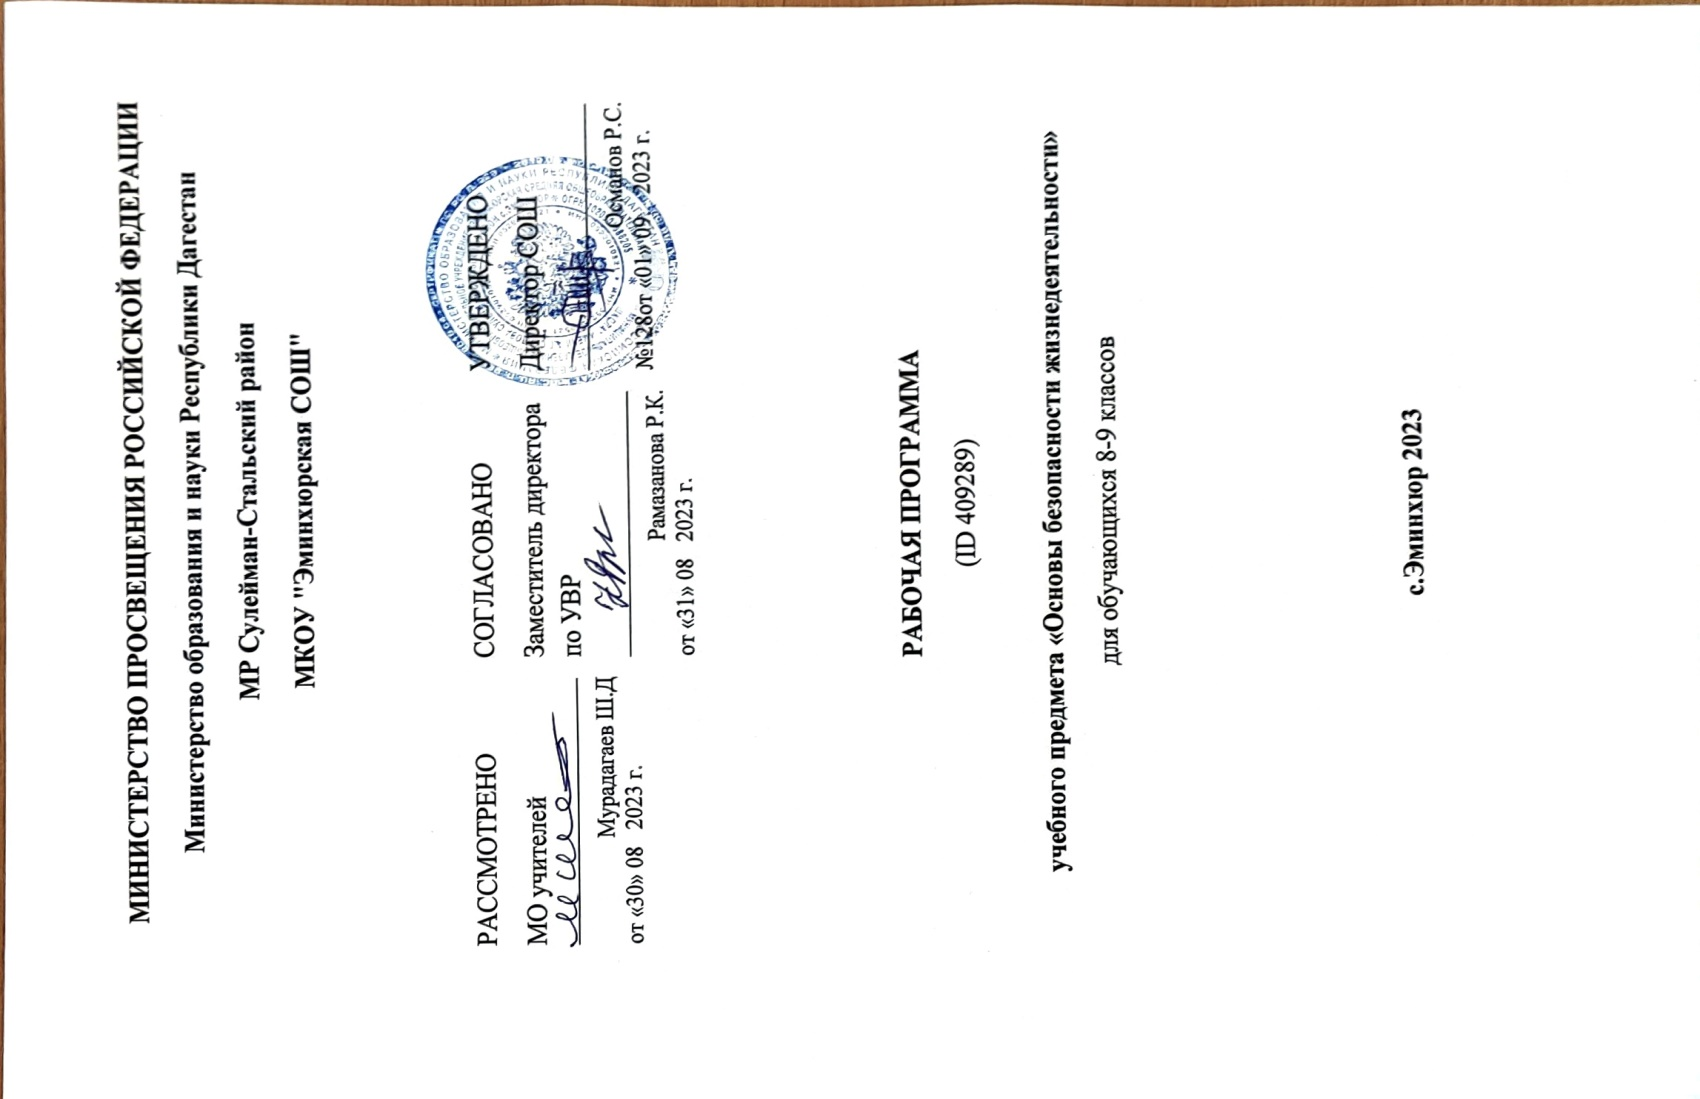 МИНИСТЕРСТВО ПРОСВЕЩЕНИЯ РОССИЙСКОЙ ФЕДЕРАЦИИ
Министерство образования и науки Республики Дагестан
МР Сулейман-Стальский район
МКОУ "Эминхюрская СОШ"
РАССМОТРЕНО
МО учителей
Мурадагаев Ш.Д
от «30» 08 2023 г.
СОГЛАСОВАНО
Заместитель директора
по УВР
Рамазанова Р.К.
от «31» 08 2023 г.
УТВЕРЖДЕНО
Директор СОШ
Османов Р.С.
№128от «01» 09 2023 г.
РАБОЧАЯ ПРОГРАММА
(ID 409289)
учебного предмета «Основы безопасности жизнедеятельности»
для обучающихся 8-9 классов
с.Эминхюр 2023